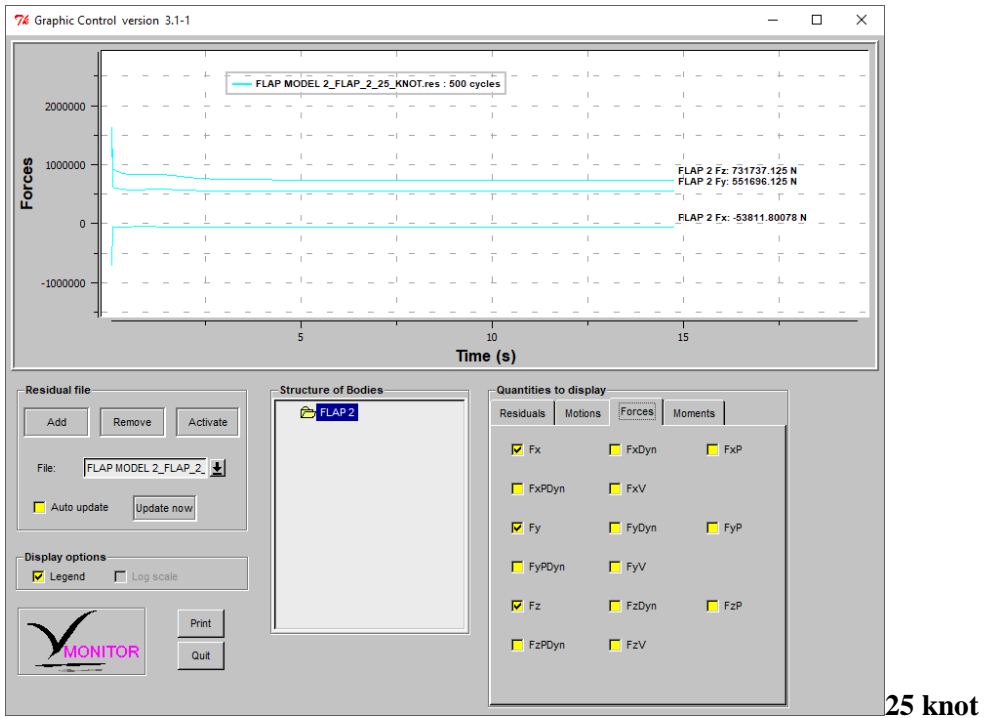 Graphic Control version 3.1-1
FLAP MODEL 2_FLAP_2_25_KNOT.res : 500 cycles
2000000
1000000
0
-1000000
Forces
FLAP 2 Fz: 731737.125 N
FLAP 2 Fy: 551696.125 N
FLAP 2 Fx: -53811.80078 N
5 10 15
Time (s)
Residual file
Add Remove Activate
File: FLAP MODEL 2_FLAP_2_
Auto update Update now
Display options
Legend Log scale
MONITOR
Print
Quit
Structure of Bodies
FLAP 2
Quantities to display
Residuals Motions Forces Moments
Fx FxDyn FxP
FxPDyn FxV
Fy FyDyn FyP
FyPDyn FyV
Fz FzDyn FzP
FzPDyn FzV
25 knot